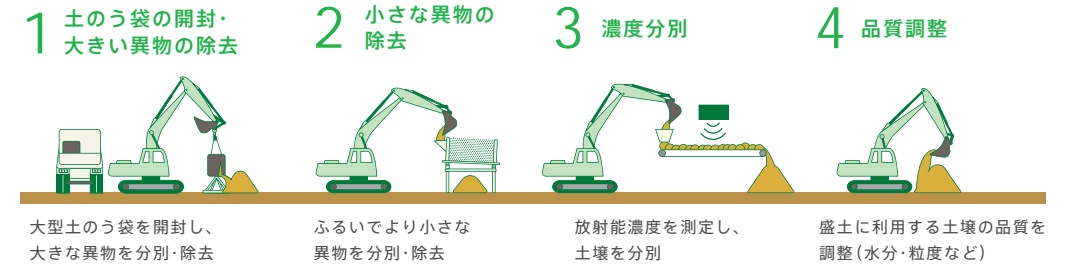 1 土のう袋の開封・
大きい異物の除去
大型土のう袋を開封し、
大きな異物を分別・除去
2 小さな異物の
除去
ふるいでより小さな
異物を分別・除去
3 濃度分別
放射能濃度を測定し、
土壌を分別
4 品質調整
盛土に利用する土壌の品質を
調整(水分・粒度など)